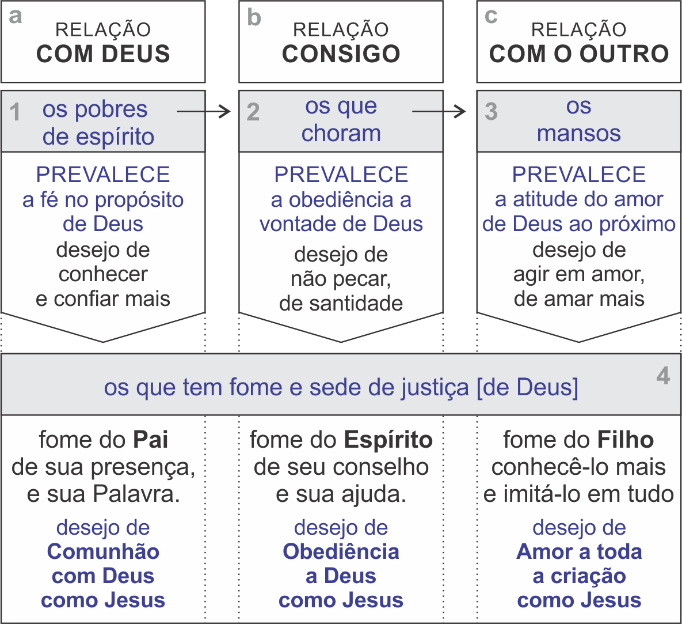 a
RELAÇÃO
COM DEUS
b
RELAÇÃO
CONSIGO
c
RELAÇÃO
COM O OUTRO
1
os pobres
de espírito
2
os que
choram
3
os
mansos
PREVALECE
a fé no propósito
de Deus
desejo de
conhecer
e confiar mais
PREVALECE
a obediência a
vontade de Deus
desejo de
não pecar,
de santidade
PREVALECE
a atitude do amor
de Deus ao próximo
desejo de
agir em amor,
de amar mais
os que tem fome e sede de justiça [de Deus]
4
fome do Pai
de sua presença,
e sua Palavra.
desejo de
Comunhão
com Deus
como Jesus
fome do Espírito
de seu conselho
e sua ajuda.
desejo de
Obediência
a Deus
como Jesus
fome do Filho
conhecê-lo mais
e imitá-lo em tudo
desejo de
Amor a toda
a criação
como Jesus